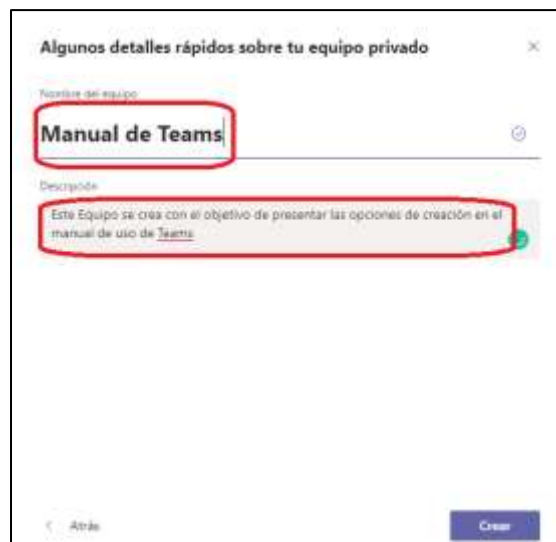 Algunos detalles rápidos sobre tu equipo privado
Nombre del equipo
Manual de Teams
Descripción
Este Equipo se crea con el objetivo de presentar las opciones de creación en el
manual de uso de Teams
Atrás
Crear